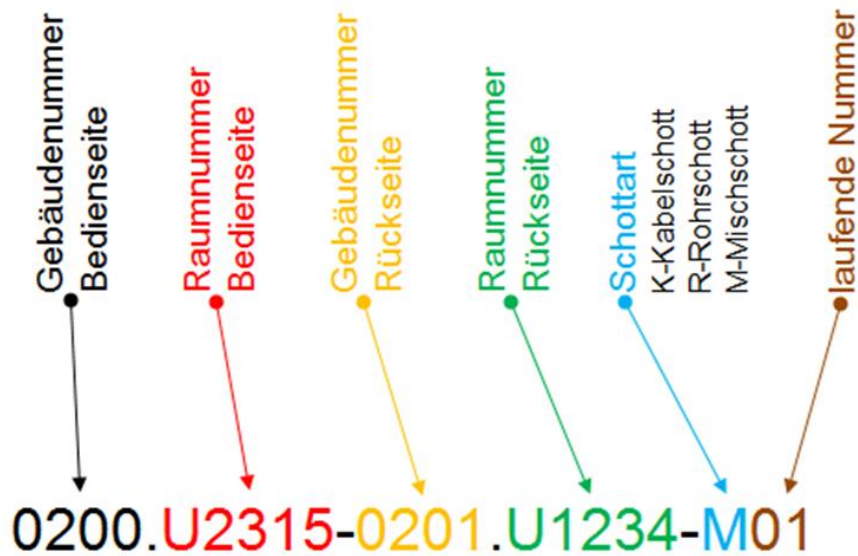 Gebäudenummer
Bedienseite
Raumnummer
Bedienseite
Gebäudenummer
Rückseite
Raumnummer
Rückseite
Schottart
K-Kabelschott
R-Rohrschott
M-Mischschott
laufende Nummer
0200.U2315-0201.U1234-M01